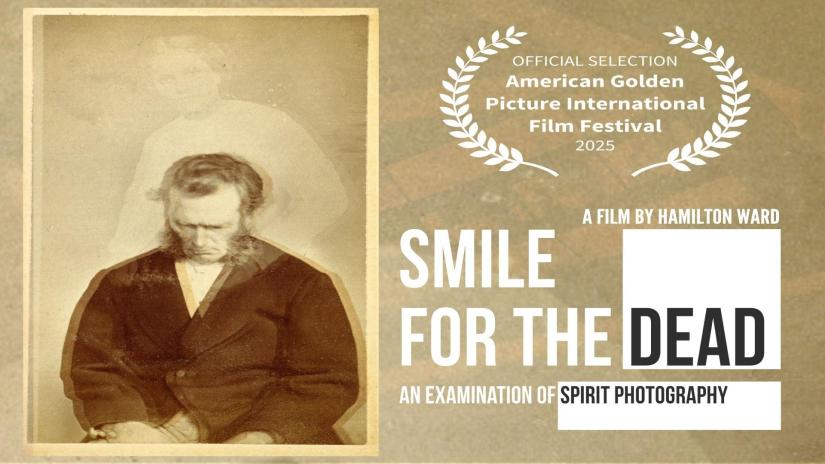 OFFICIAL SELECTION
American Golden
Picture International
Film Festival
2025
A FILM BY HAMILTON WARD
SMILE
FOR THE DEAD
AN EXAMINATION OF SPIRIT PHOTOGRAPHY